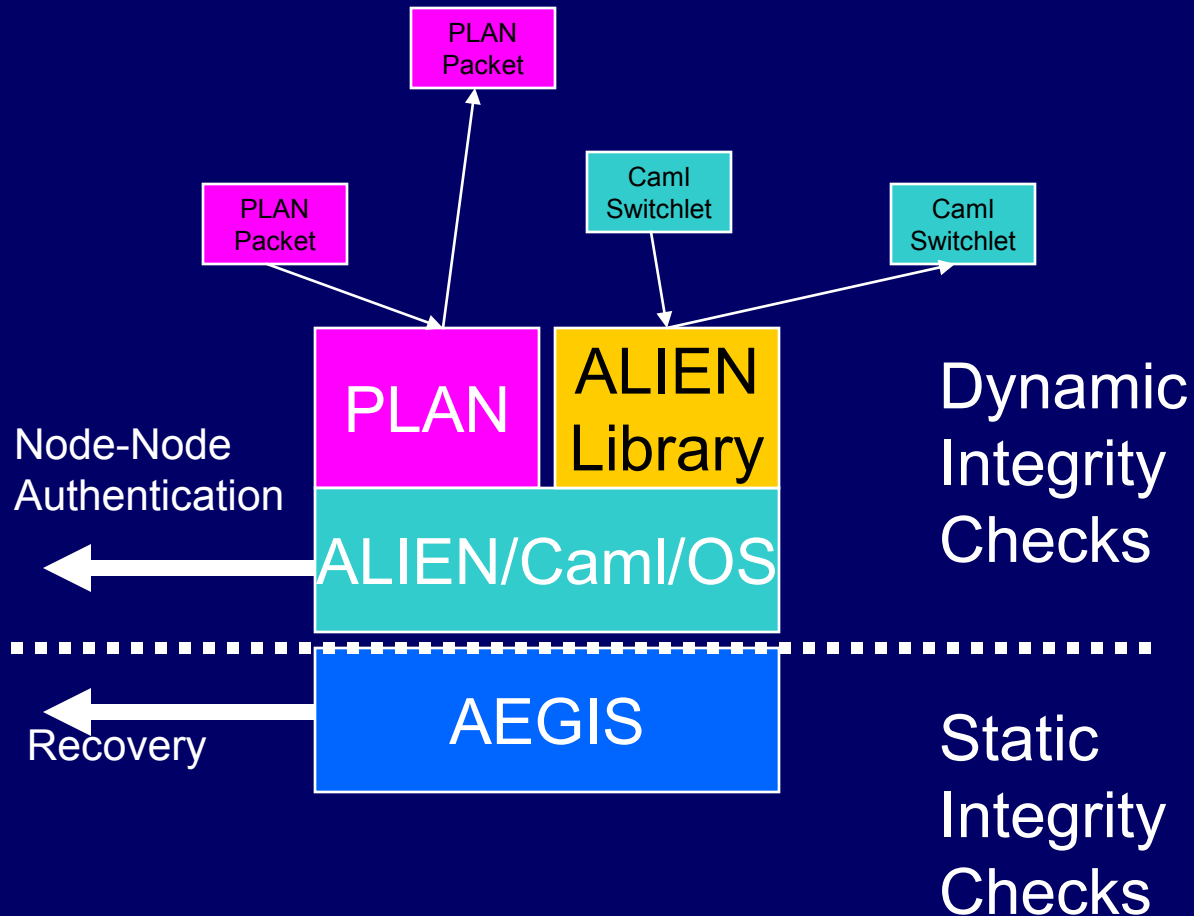 PLAN
Packet
PLAN
Packet
Caml
Switchlet
Caml
Switchlet
PLAN
ALIEN
Library
Dynamic
Integrity
Checks
Node-Node
Authentication
ALIEN/Caml/OS
AEGIS
Recovery
Static
Integrity
Checks